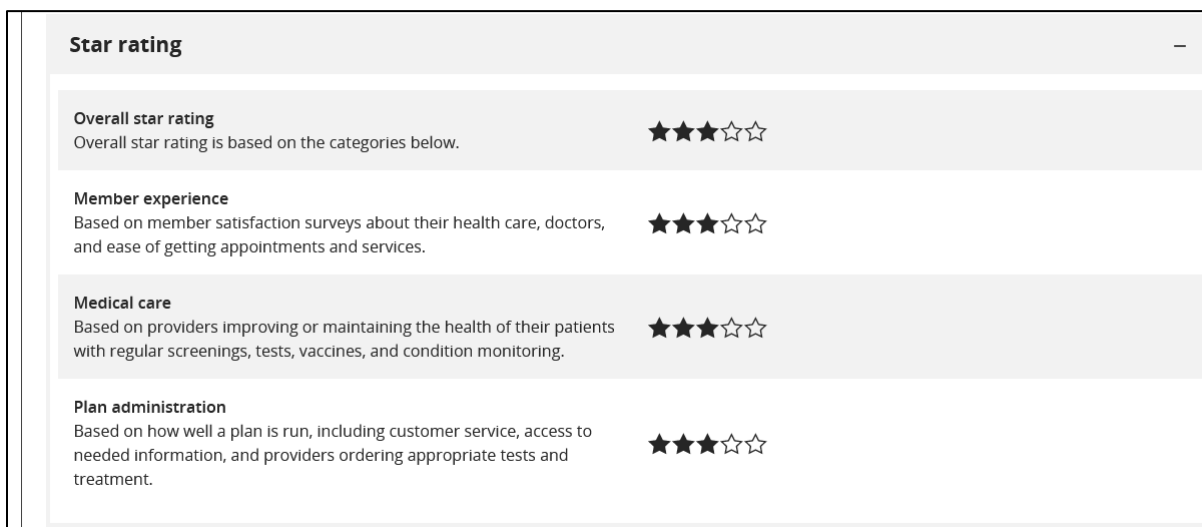 Star rating
Overall star rating
Overall star rating is based on the categories below.
Member experience
Based on member satisfaction surveys about their health care, doctors,
and ease of getting appointments and services.
Medical care
Based on providers improving or maintaining the health of their patients
with regular screenings, tests, vaccines, and condition monitoring.
Plan administration
Based on how well a plan is run, including customer service, access to
needed information, and providers ordering appropriate tests and
treatment.